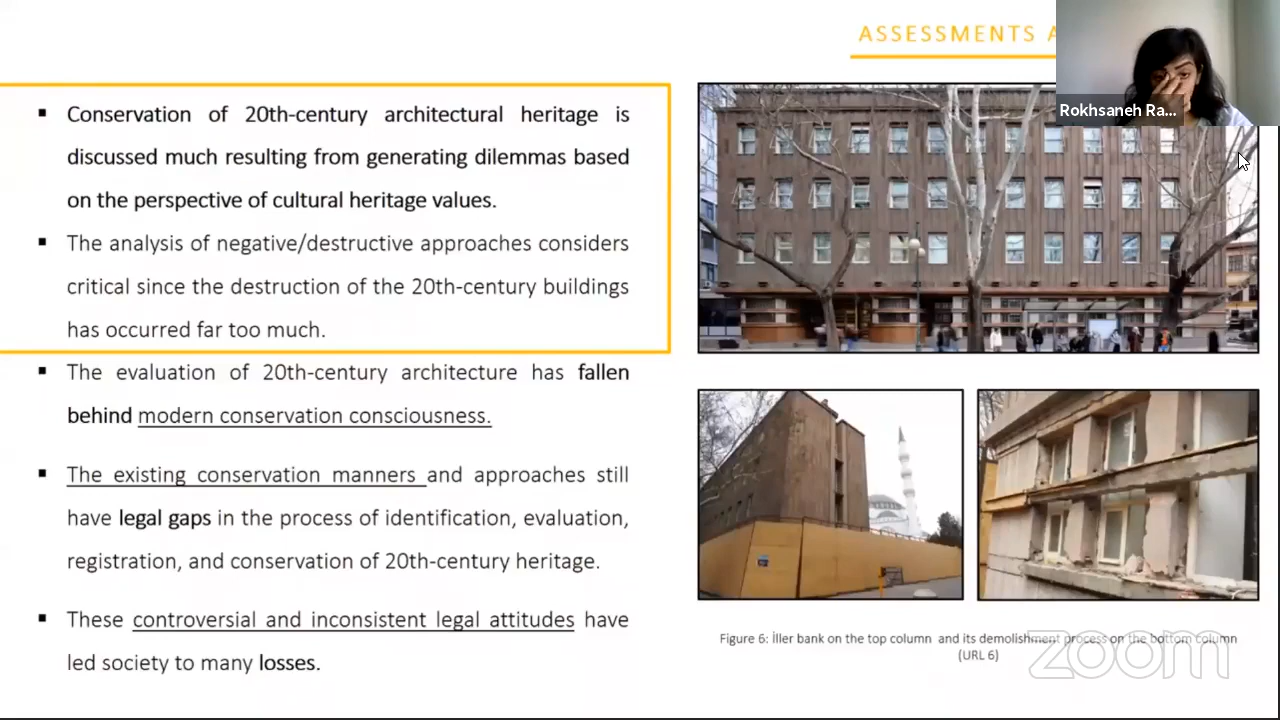 ASSESSMENTS
Rokhsaneh Ra...
Conservation of 20th-century architectural heritage is
discussed much resulting from generating dilemmas based
on the perspective of cultural heritage values.
The analysis of negative/destructive approaches considers
critical since the destruction of the 20th-century buildings
has occurred far too much.
The evaluation of 20th-century architecture has fallen
behind modern conservation consciousness.
The existing conservation manners and approaches still
have legal gaps in the process of identification, evaluation,
registration, and conservation of 20th-century heritage.
These controversial and inconsistent legal attitudes have
led society to many losses.
Figure 6: İller bank on the top column and its demolishment process on the bottom column
(URL 6)
zoom